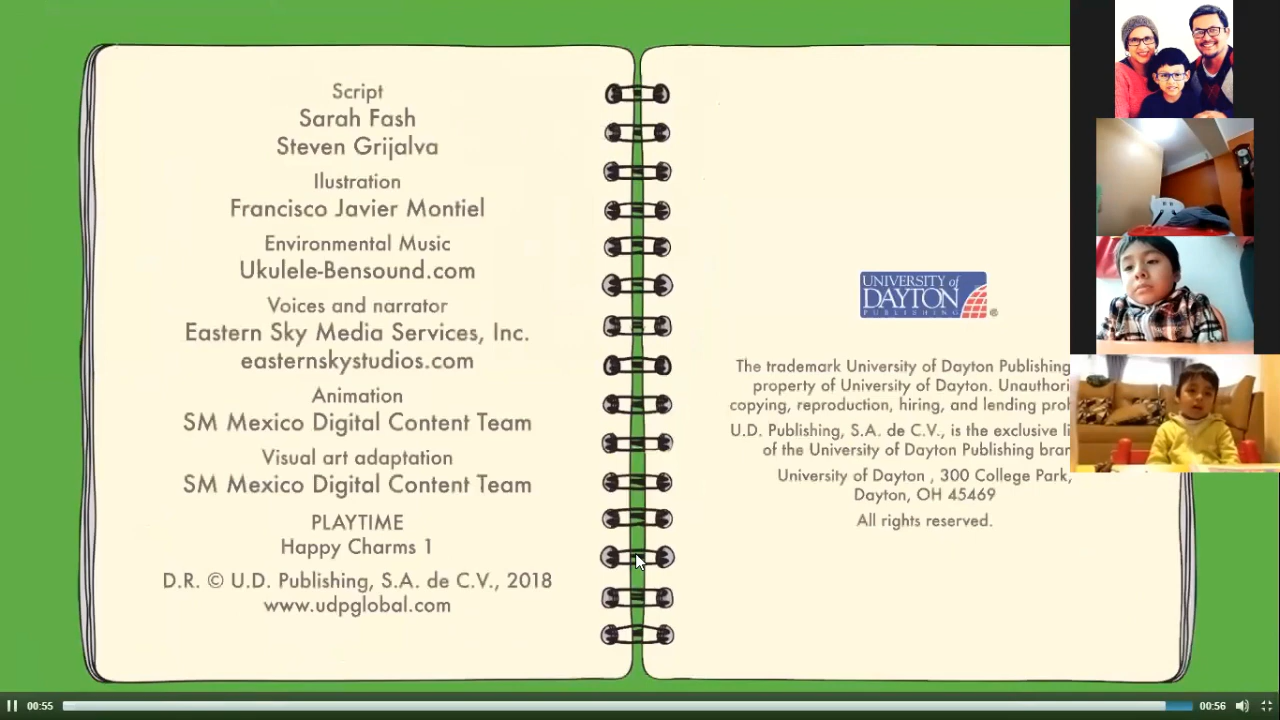 Script
Sarah Fash
Steven Grijalva
Ilustration
Francisco Javier Montiel
Environmental Music
Ukulele-Bensound.com
Voices and narrator
Eastern Sky Media Services, Inc.
easternskystudios.com
Animation
SM Mexico Digital Content Team
Visual art adaptation
SM Mexico Digital Content Team
PLAYTIME
Happy Charms 1
D.R. © U.D. Publishing, S.A. de C.V., 2018
www.udpglobal.com
UNIVERSITY of
DAYTON
PUBLISHING ®
The trademark University of Dayton Publishing
property of University of Dayton. Unauthori
copying, reproduction, hiring, and lending pro
U.D. Publishing, S.A. de C.V., is the exclusive li
of the University of Dayton Publishing bran
University of Dayton , 300 College Park,
Dayton, OH 45469
All rights reserved.
00:55
00:56